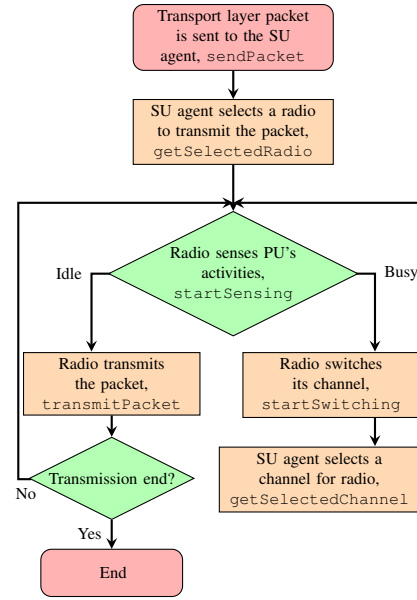 Transport layer packet
is sent to the SU
agent, sendPacket
SU agent selects a radio
to transmit the packet,
getSelectedRadio
Radio senses PU's
activities,
startSensing
Idle
Busy
Radio transmits
the packet,
transmitPacket
Radio switches
its channel,
startSwitching
Transmission end?
SU agent selects a
channel for radio,
getSelectedChannel
No
Yes
End